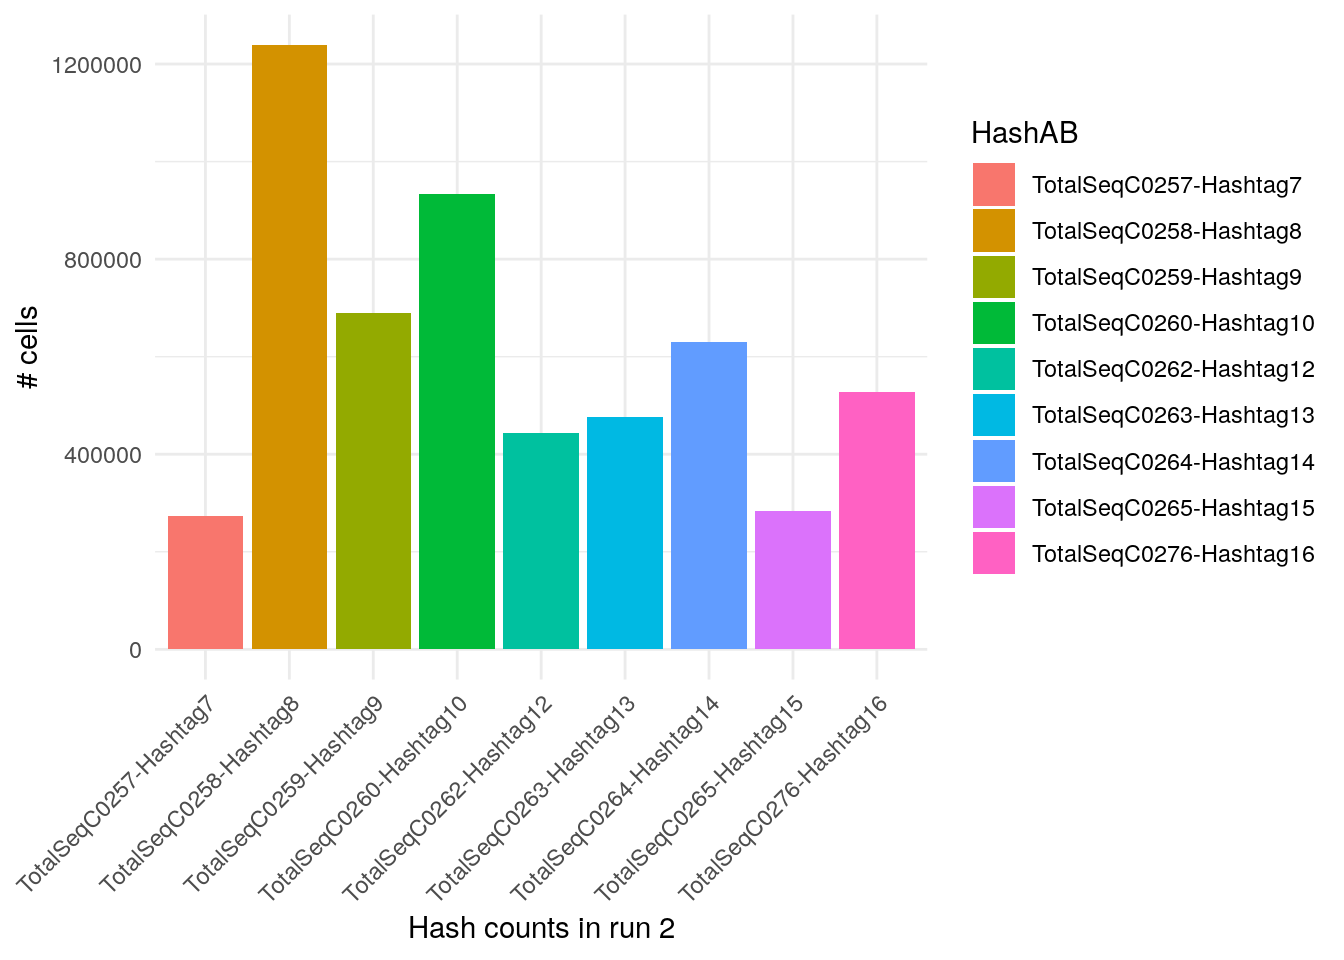 1200000
800000
400000
0
# cells
TotalSeqC0257-Hashtag7
TotalSeqC0258-Hashtag8
TotalSeqC0259-Hashtag9
TotalSeqC0260-Hashtag10
TotalSeqC0262-Hashtag12
TotalSeqC0263-Hashtag13
TotalSeqC0264-Hashtag14
TotalSeqC0265-Hashtag15
TotalSeqC0276-Hashtag16
Hash counts in run 2
HashAB
TotalSeqC0257-Hashtag7
TotalSeqC0258-Hashtag8
TotalSeqC0259-Hashtag9
TotalSeqC0260-Hashtag10
TotalSeqC0262-Hashtag12
TotalSeqC0263-Hashtag13
TotalSeqC0264-Hashtag14
TotalSeqC0265-Hashtag15
TotalSeqC0276-Hashtag16